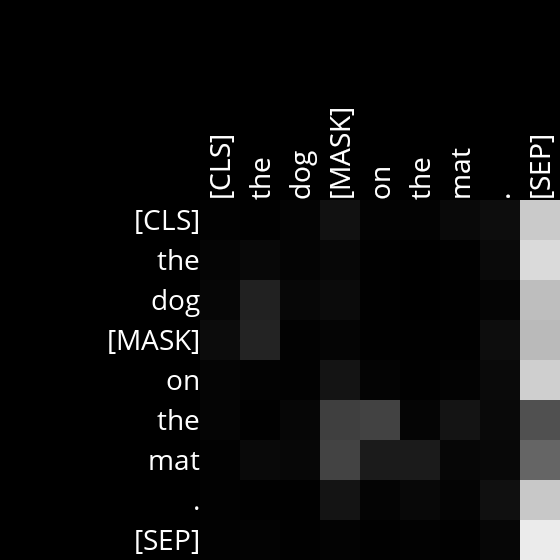 [CLS] the dog [MASK] on the mat . [SEP]
[CLS]
the
dog
[MASK]
on
the
mat
.
[SEP]